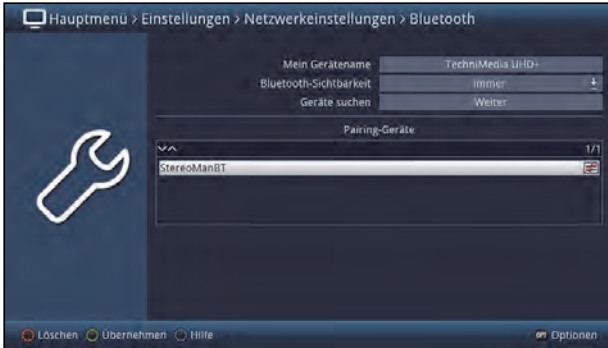 Hauptmenü > Einstellungen > Netzwerkeinstellungen > Bluetooth
Mein Gerätename TechniMedia UHD+
Bluetooth-Sichtbarkeit Immer
Geräte suchen Weiter
Pairing-Geräte
1/1
StereoManBT
Löschen Übernehmen Hilfe OPT Optionen